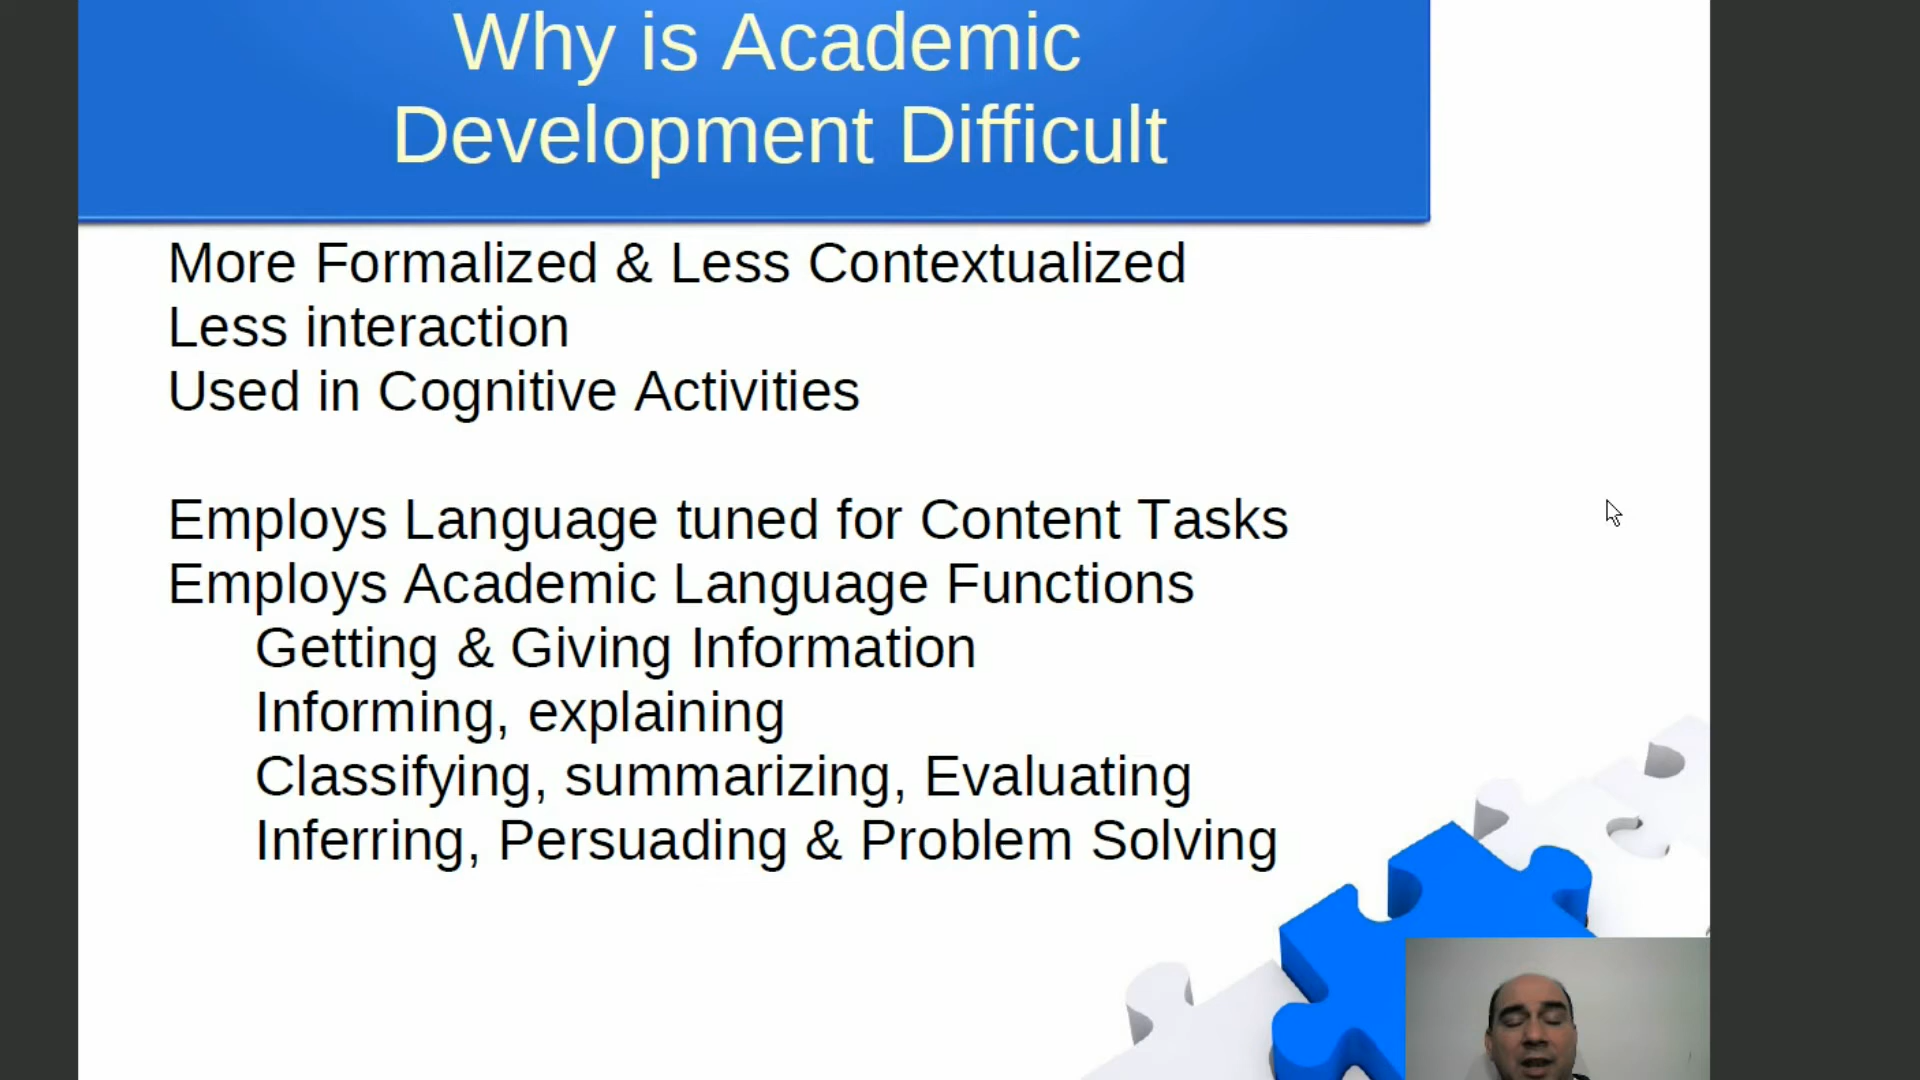 Why is Academic
Development Difficult
More Formalized & Less Contextualized
Less interaction
Used in Cognitive Activities
Employs Language tuned for Content Tasks
Employs Academic Language Functions
Getting & Giving Information
Informing, explaining
Classifying, summarizing, Evaluating
Inferring, Persuading & Problem Solving